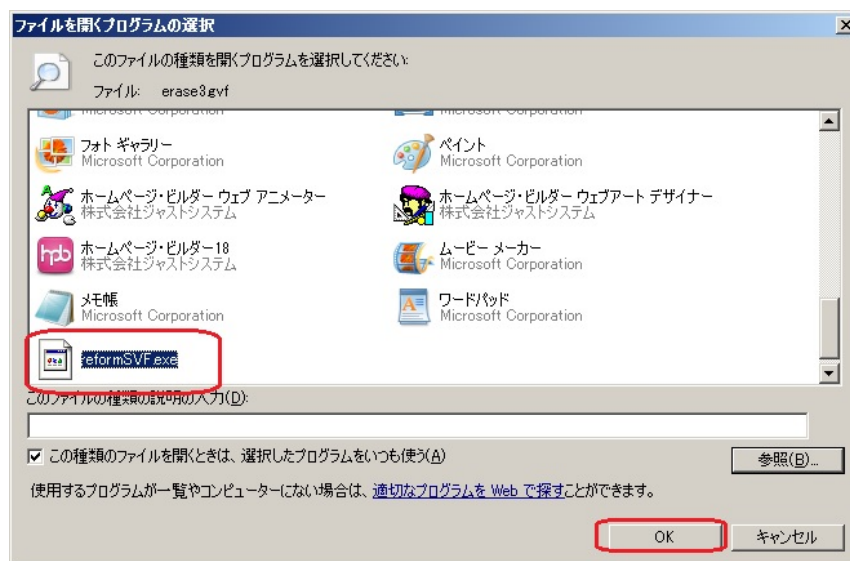 ファイルを開くプログラムの選択
このファイルの種類を開くプログラムを選択してください:
ファイル: erase3.gvf
Microsoft Corporation
Microsoft Corporation
フォト ギャラリー
Microsoft Corporation
ペイント
Microsoft Corporation
ホームページ・ビルダー ウェブ アニメーター
株式会社ジャストシステム
ホームページ・ビルダー ウェブアート デザイナー
株式会社ジャストシステム
hpb
ホームページ・ビルダー18
株式会社ジャストシステム
ムービー メーカー
Microsoft Corporation
メモ帳
Microsoft Corporation
ワードパッド
Microsoft Corporation
reformSVF.exe
このファイルの種類の説明の入力(D):
この種類のファイルを開くときは、選択したプログラムをいつも使う(A)
参照(B)...
使用するプログラムが一覧やコンピューターにない場合は、適切なプログラムを Web で探すことができます。
OK
キャンセル